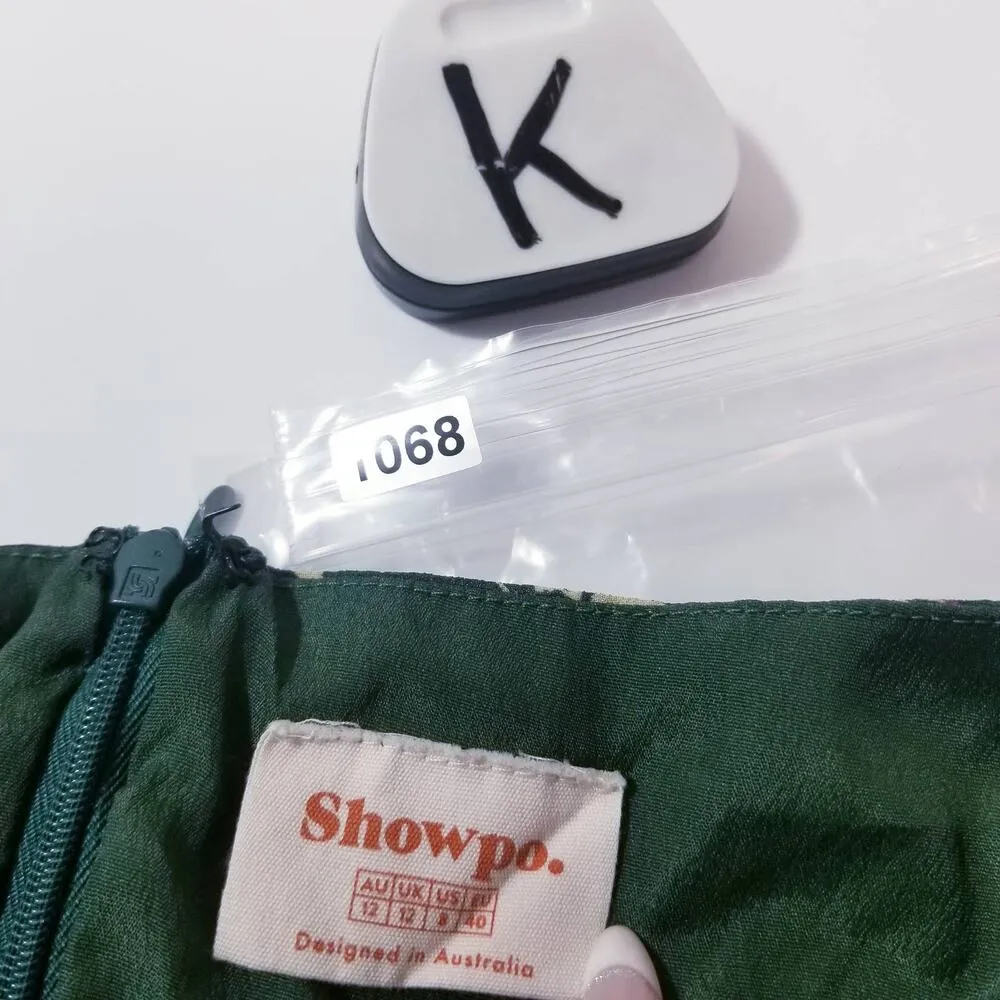 K
1068
Showpo.
AU UK US EU
12 12 8 40
Designed in Australia